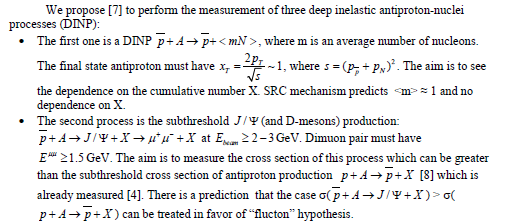 We propose [7] to perform the measurement of three deep inelastic antiproton-nuclei
processes (DINP):
• The first one is a DINP p̅ + A → p̅+ < mN >, where m is an average number of nucleons.
The final state antiproton must have x_T = 2P_T/√s ~ 1, where s = (P_p̅ + P_N)². The aim is to see
the dependence on the cumulative number X. SRC mechanism predicts <m> ≈ 1 and no
dependence on X.
• The second process is the subthreshold J/Ψ (and D-mesons) production:
p̅ + A → J/Ψ + X → μ⁺μ⁻ + X at E_beam ≥ 2 − 3 GeV. Dimuon pair must have
E^μμ ≥ 1.5 GeV. The aim is to measure the cross section of this process which can be greater
than the subthreshold cross section of antiproton production p + A → p̅ + X [8] which is
already measured [4]. There is a prediction that the case σ( p̅ + A → J/Ψ + X ) > σ(
p + A → p̅ + X ) can be treated in favor of “flucton” hypothesis.